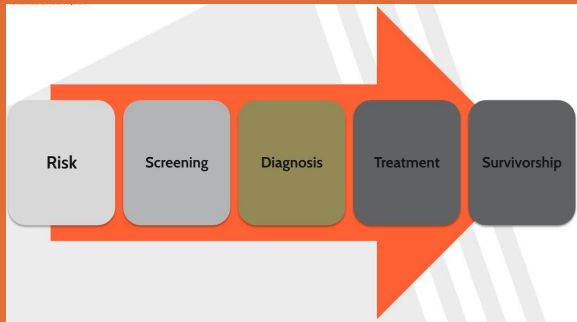 Risk
Screening
Diagnosis
Treatment
Survivorship